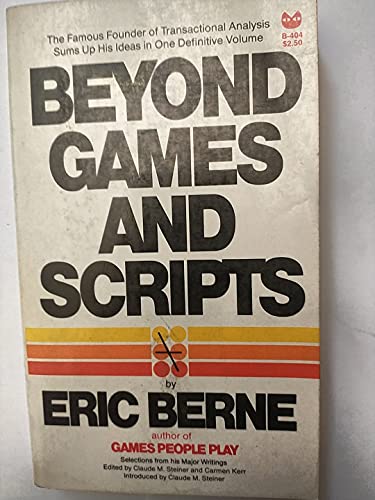 The Famous Founder of Transactional Analysis
Sums Up His Ideas in One Definitive Volume
B-404
$2.50
BEYOND
GAMES
AND
SCRIPTS
by
ERIC BERNE
author of
GAMES PEOPLE PLAY
Selections from his Major Writings
Edited by Claude M. Steiner and Carmen Kerr
Introduced by Claude M. Steiner